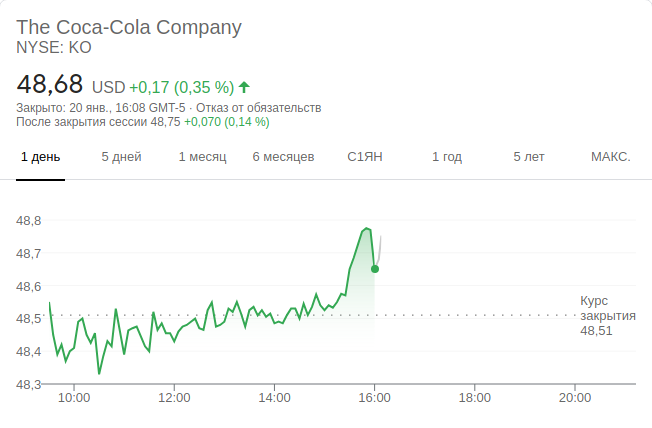 The Coca-Cola Company
NYSE: KO
48,68 USD +0,17 (0,35 %)
Закрыто: 20 янв., 16:08 GMT-5 · Отказ от обязательств
После закрытия сессии 48,75 +0,070 (0,14 %)
1 день 5 дней 1 месяц 6 месяцев С1ЯН 1 год 5 лет МАКС.
48,8
48,7
48,6
48,5
48,4
48,3
Курс
закрытия
48,51
10:00 12:00 14:00 16:00 18:00 20:00